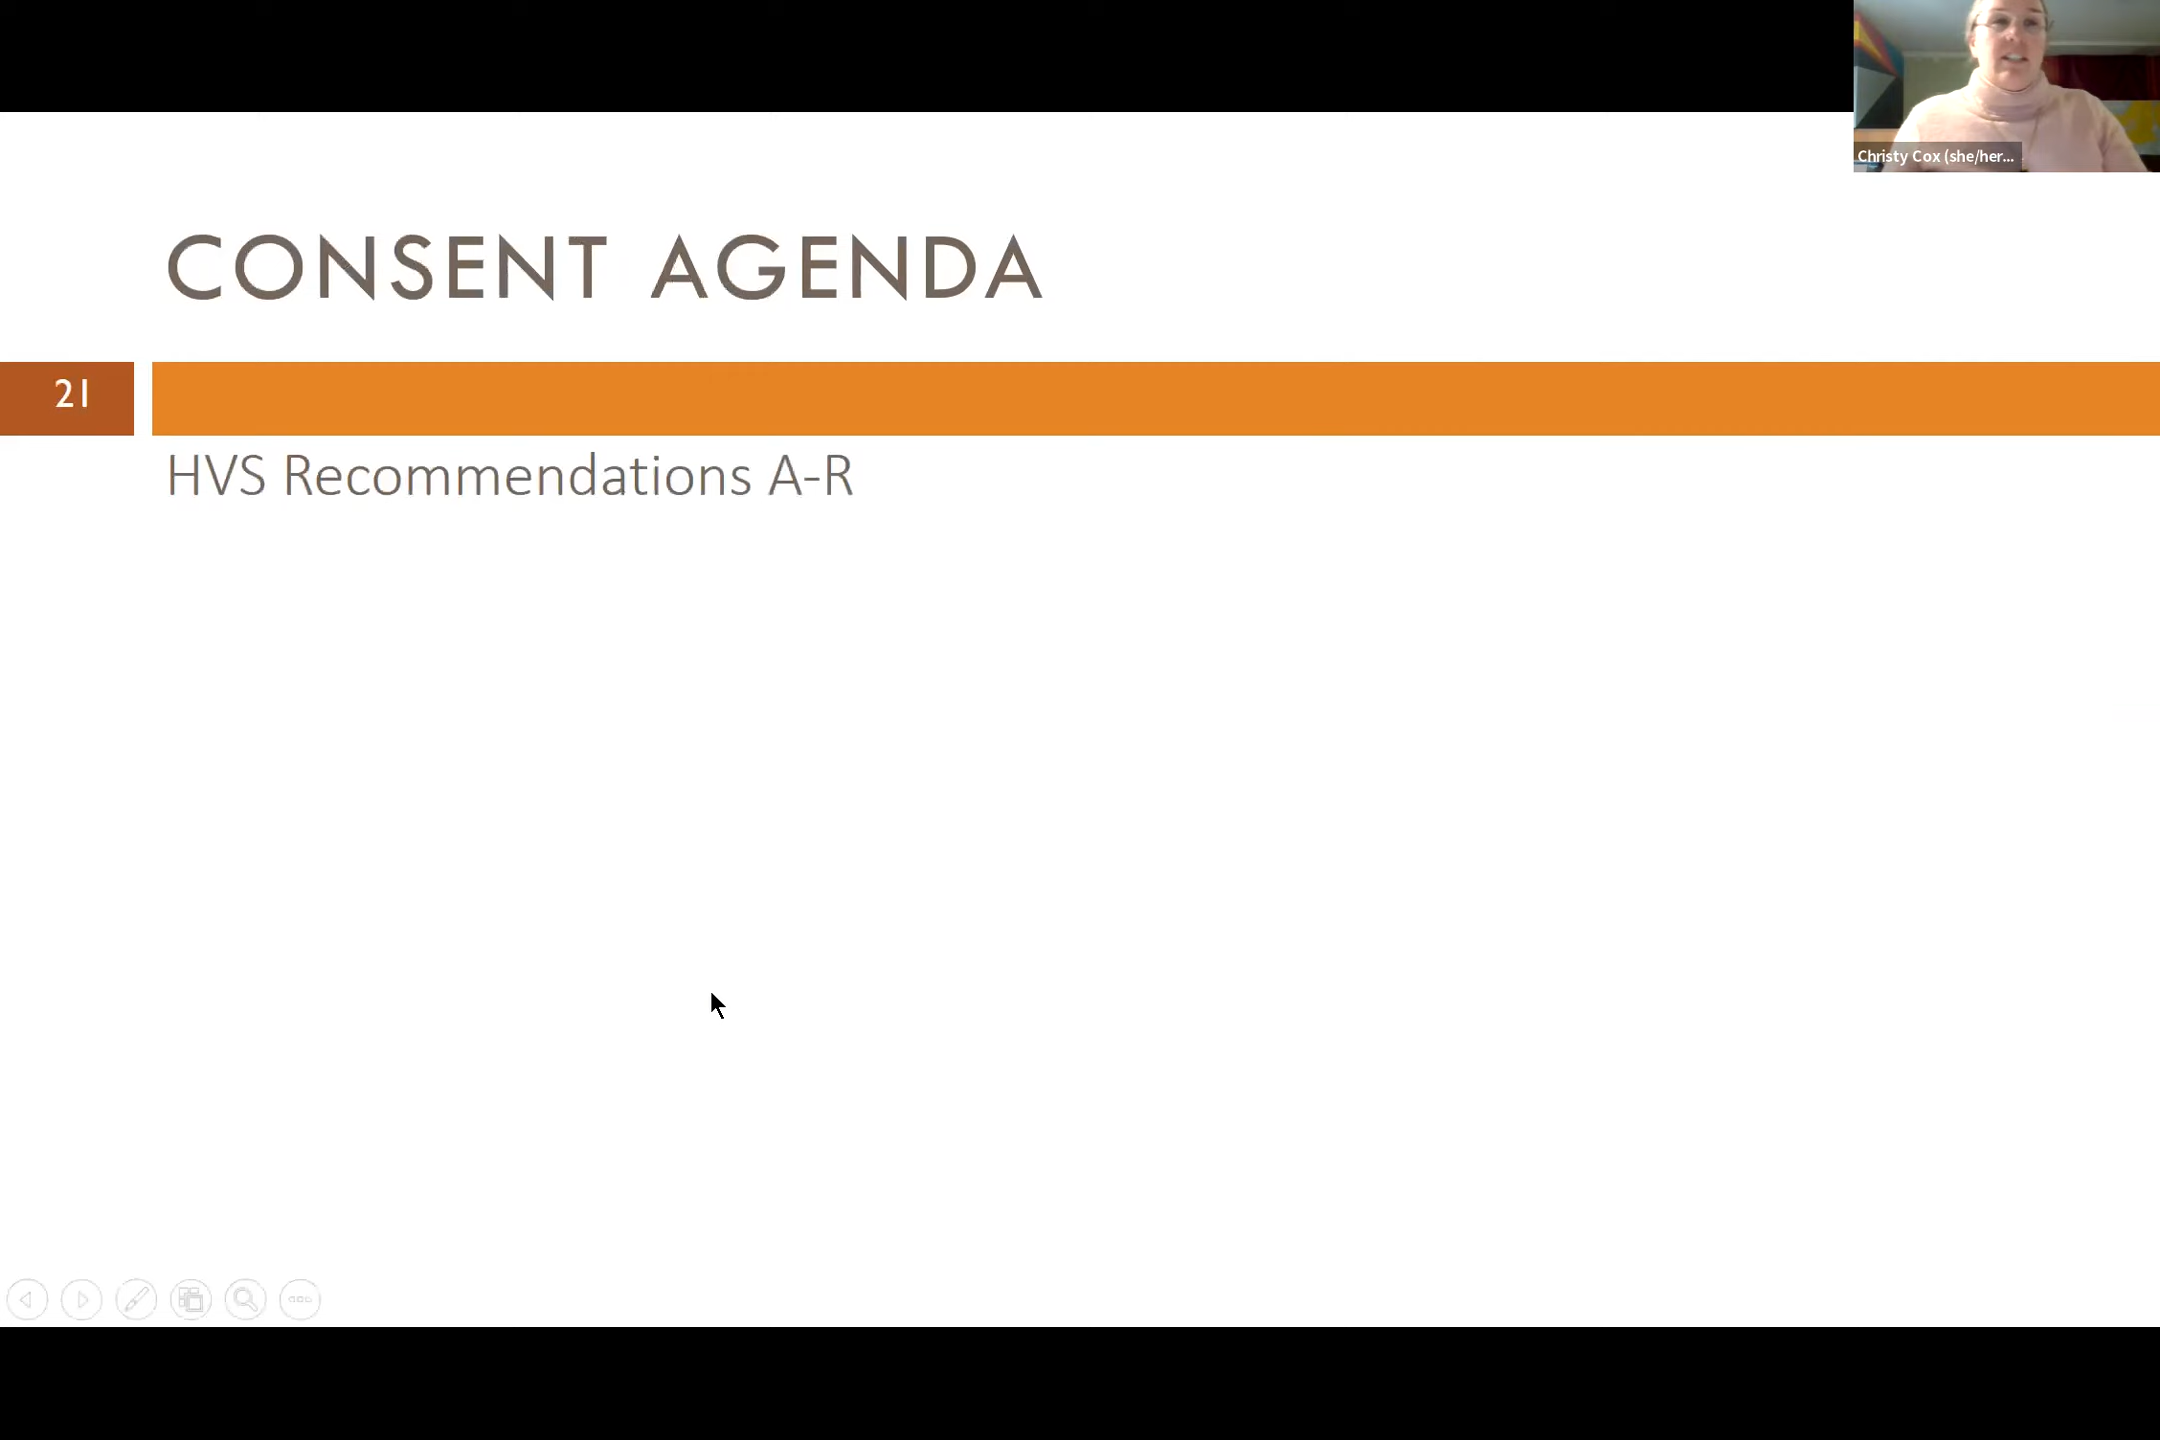 Christy Cox (she/her...
CONSENT AGENDA
21
HVS Recommendations A-R